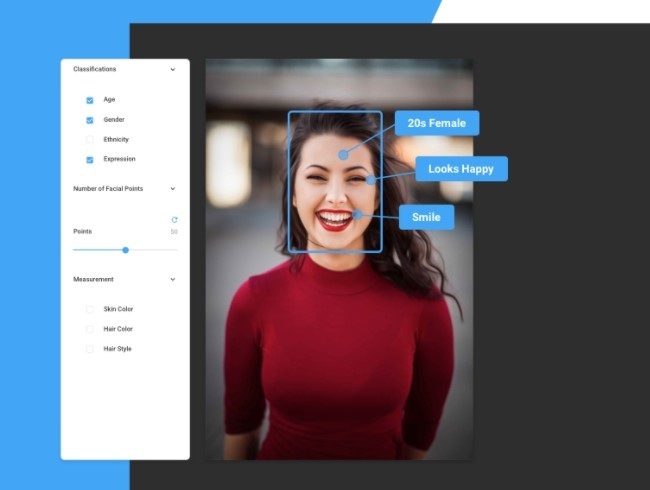 Classifications
Age
Gender
Ethnicity
Expression
Number of Facial Points
Points 50
Measurement
Skin Color
Hair Color
Hair Style
20s Female
Looks Happy
Smile